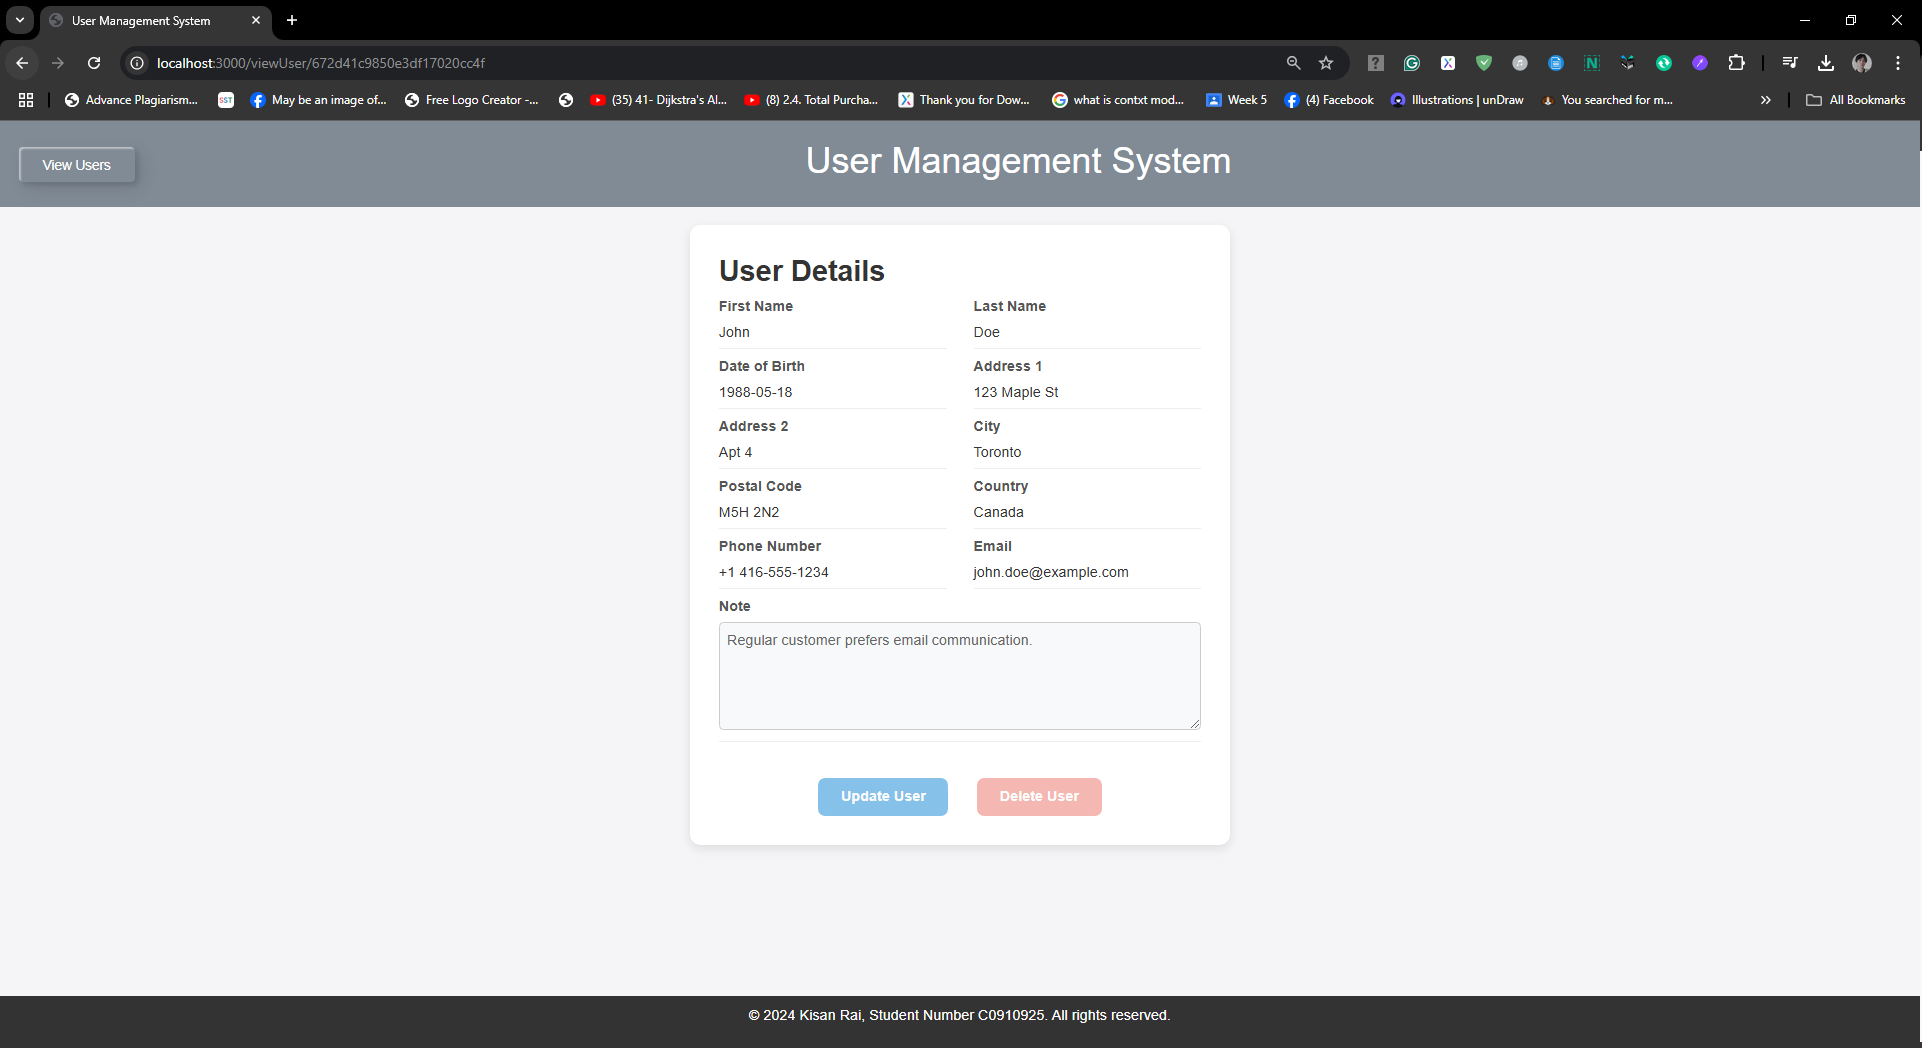 User Management System
localhost:3000/viewUser/672d41c9850e3df17020cc4f
Advance Plagiarism...
SST
May be an image of...
Free Logo Creator -...
(35) 41- Dijkstra's Al...
(8) 2.4. Total Purcha...
Thank you for Dow...
what is contxt mod...
Week 5
(4) Facebook
Illustrations | unDraw
You searched for m...
All Bookmarks
View Users
User Management System
User Details
First Name
Last Name
John
Doe
Date of Birth
Address 1
1988-05-18
123 Maple St
Address 2
City
Apt 4
Toronto
Postal Code
Country
M5H 2N2
Canada
Phone Number
Email
+1 416-555-1234
john.doe@example.com
Note
Regular customer prefers email communication.
Update User
Delete User
© 2024 Kisan Rai, Student Number C0910925. All rights reserved.